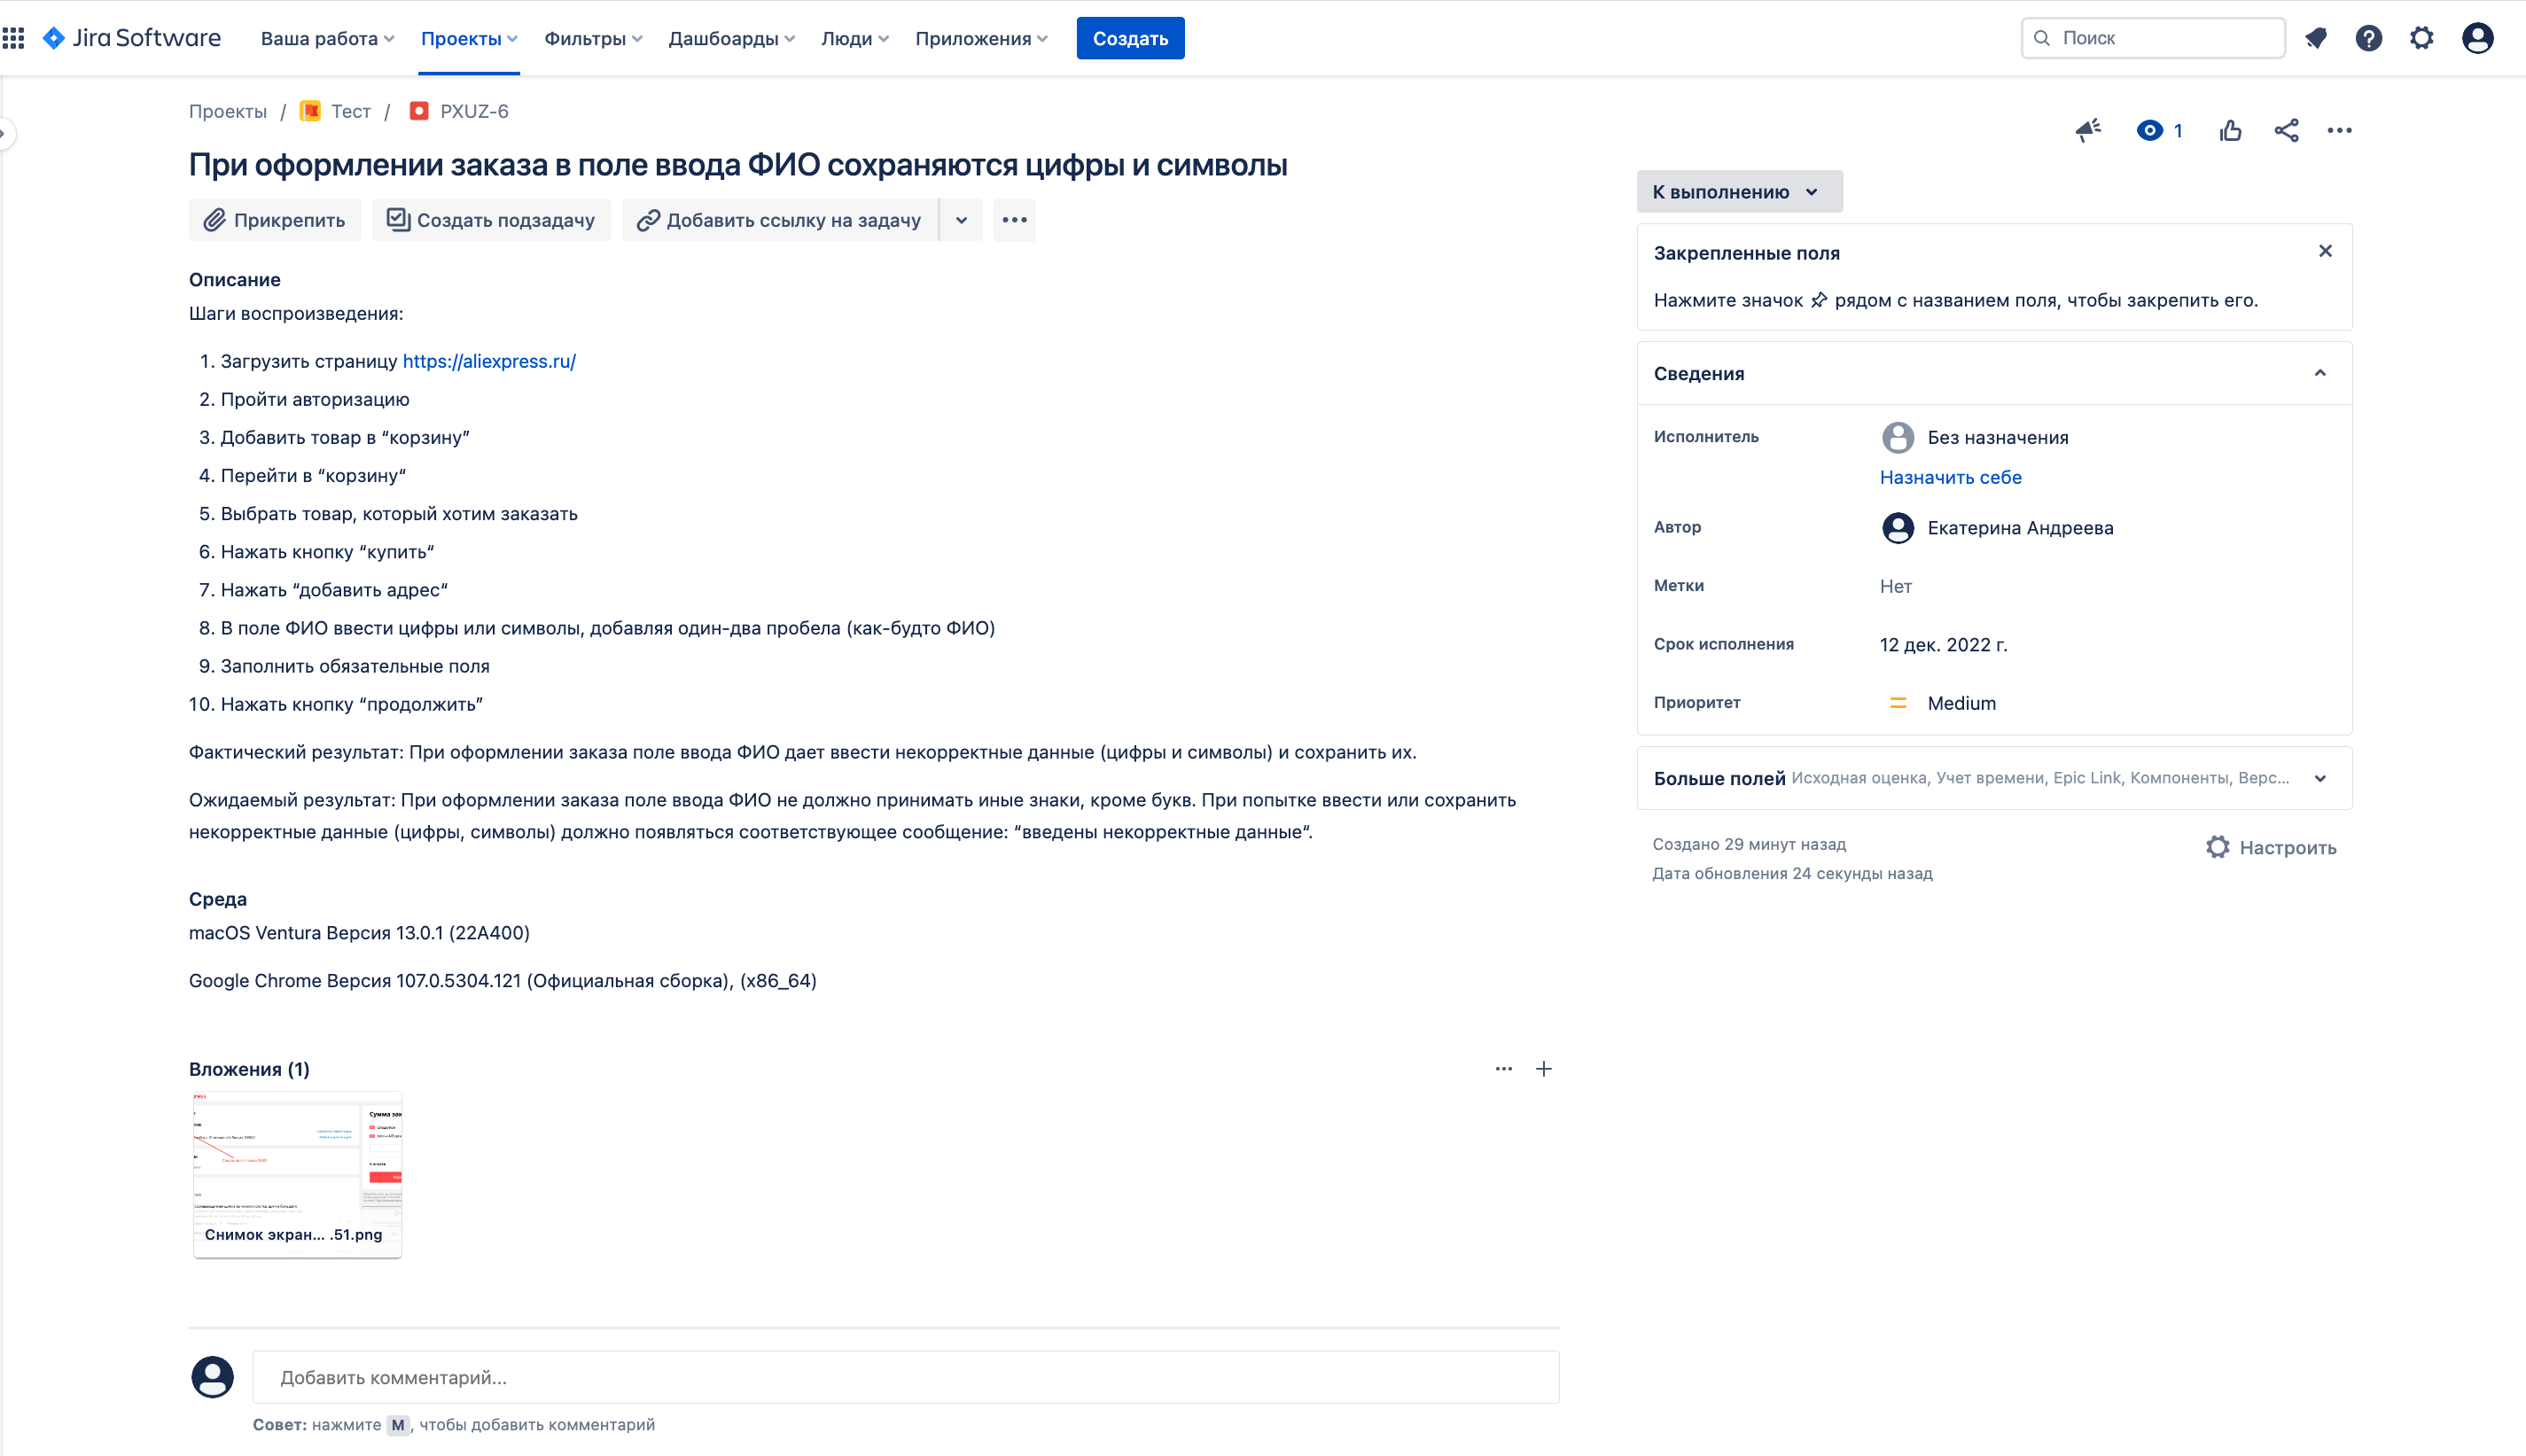 Jira Software Ваша работа Проекты Фильтры Дашбоарды Люди Приложения Создать Поиск
Проекты / Тест / PXUZ-6
1
При оформлении заказа в поле ввода ФИО сохраняются цифры и символы
Прикрепить Создать подзадачу Добавить ссылку на задачу
Описание
Шаги воспроизведения:
1. Загрузить страницу https://aliexpress.ru/
2. Пройти авторизацию
3. Добавить товар в “корзину”
4. Перейти в “корзину“
5. Выбрать товар, который хотим заказать
6. Нажать кнопку “купить“
7. Нажать “добавить адрес“
8. В поле ФИО ввести цифры или символы, добавляя один-два пробела (как-будто ФИО)
9. Заполнить обязательные поля
10. Нажать кнопку “продолжить”
Фактический результат: При оформлении заказа поле ввода ФИО дает ввести некорректные данные (цифры и символы) и сохранить их.
Ожидаемый результат: При оформлении заказа поле ввода ФИО не должно принимать иные знаки, кроме букв. При попытке ввести или сохранить
некорректные данные (цифры, символы) должно появляться соответствующее сообщение: “введены некорректные данные“.
Среда
macOS Ventura Версия 13.0.1 (22A400)
Google Chrome Версия 107.0.5304.121 (Официальная сборка), (x86_64)
Вложения (1)
Сумма зак
Снимок экран... .51.png
Добавить комментарий...
Совет: нажмите M, чтобы добавить комментарий
К выполнению
Закрепленные поля
Нажмите значок рядом с названием поля, чтобы закрепить его.
Сведения
Исполнитель Без назначения
Назначить себе
Автор Екатерина Андреева
Метки Нет
Срок исполнения 12 дек. 2022 г.
Приоритет Medium
Больше полей Исходная оценка, Учет времени, Epic Link, Компоненты, Верс...
Создано 29 минут назад
Дата обновления 24 секунды назад
Настроить